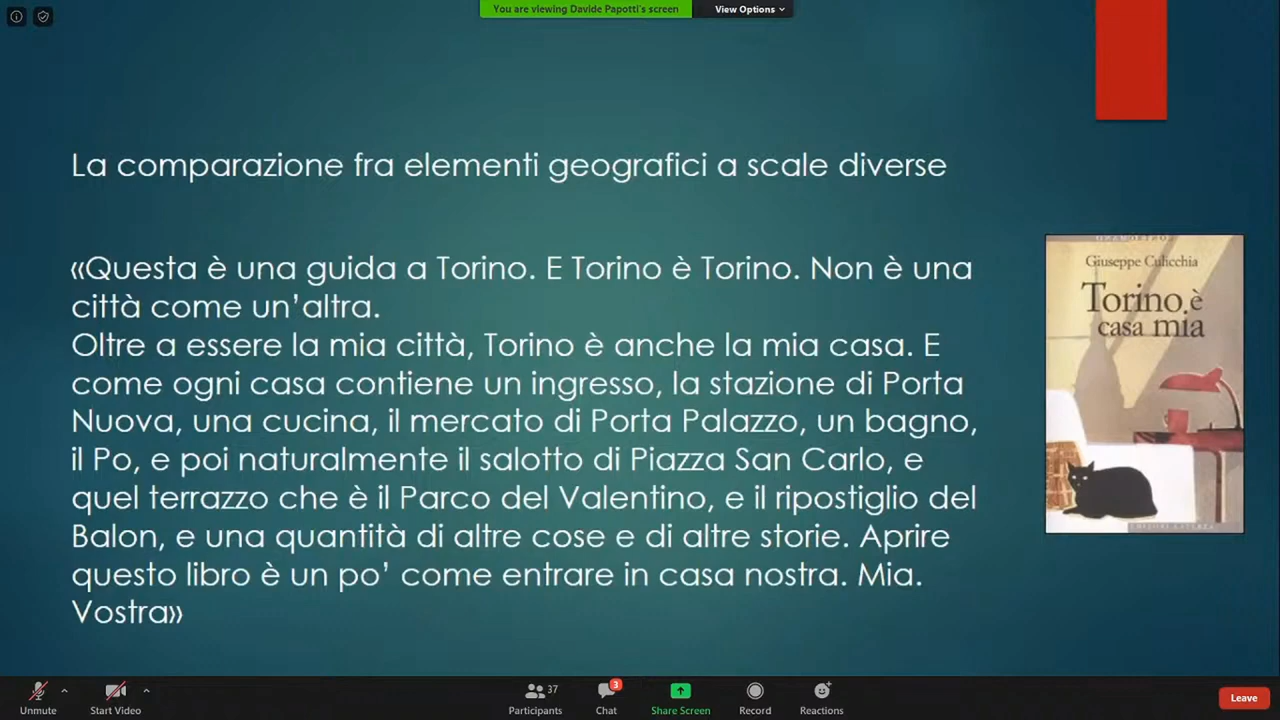 You are viewing Davide Papotti's screen
View Options
La comparazione fra elementi geografici a scale diverse
«Questa è una guida a Torino. E Torino è Torino. Non è una
città come un'altra.
Oltre a essere la mia città, Torino è anche la mia casa. E
come ogni casa contiene un ingresso, la stazione di Porta
Nuova, una cucina, il mercato di Porta Palazzo, un bagno,
il Po, e poi naturalmente il salotto di Piazza San Carlo, e
quel terrazzo che è il Parco del Valentino, e il ripostiglio del
Balon, e una quantità di altre cose e di altre storie. Aprire
questo libro è un po' come entrare in casa nostra. Mia.
Vostra»
Giuseppe Culicchia
Torino è
casa mia
EDITORI LATERZA
Unmute
Start Video
37
Participants
3
Chat
Share Screen
Record
Reactions
Leave